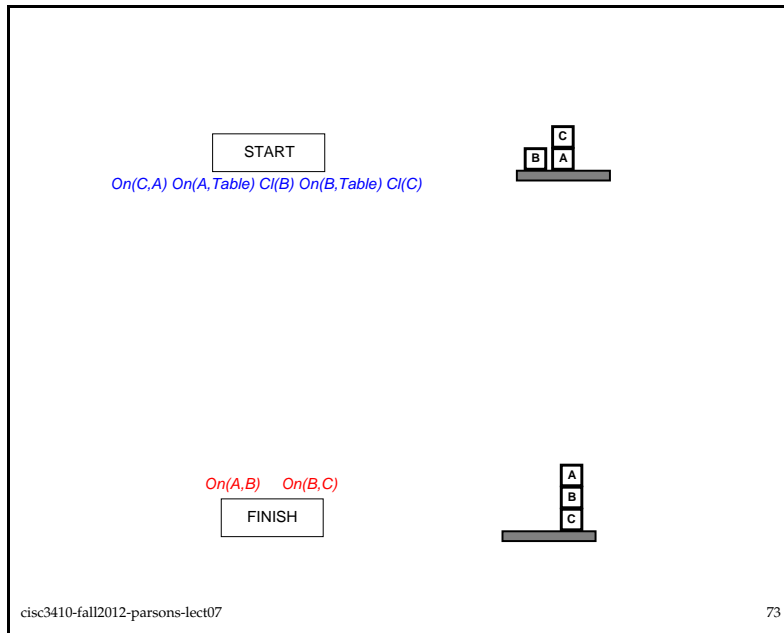 START
On(C,A) On(A,Table) Cl(B) On(B,Table) Cl(C)
C
B A
On(A,B) On(B,C)
FINISH
A
B
C
cisc3410-fall2012-parsons-lect07 73